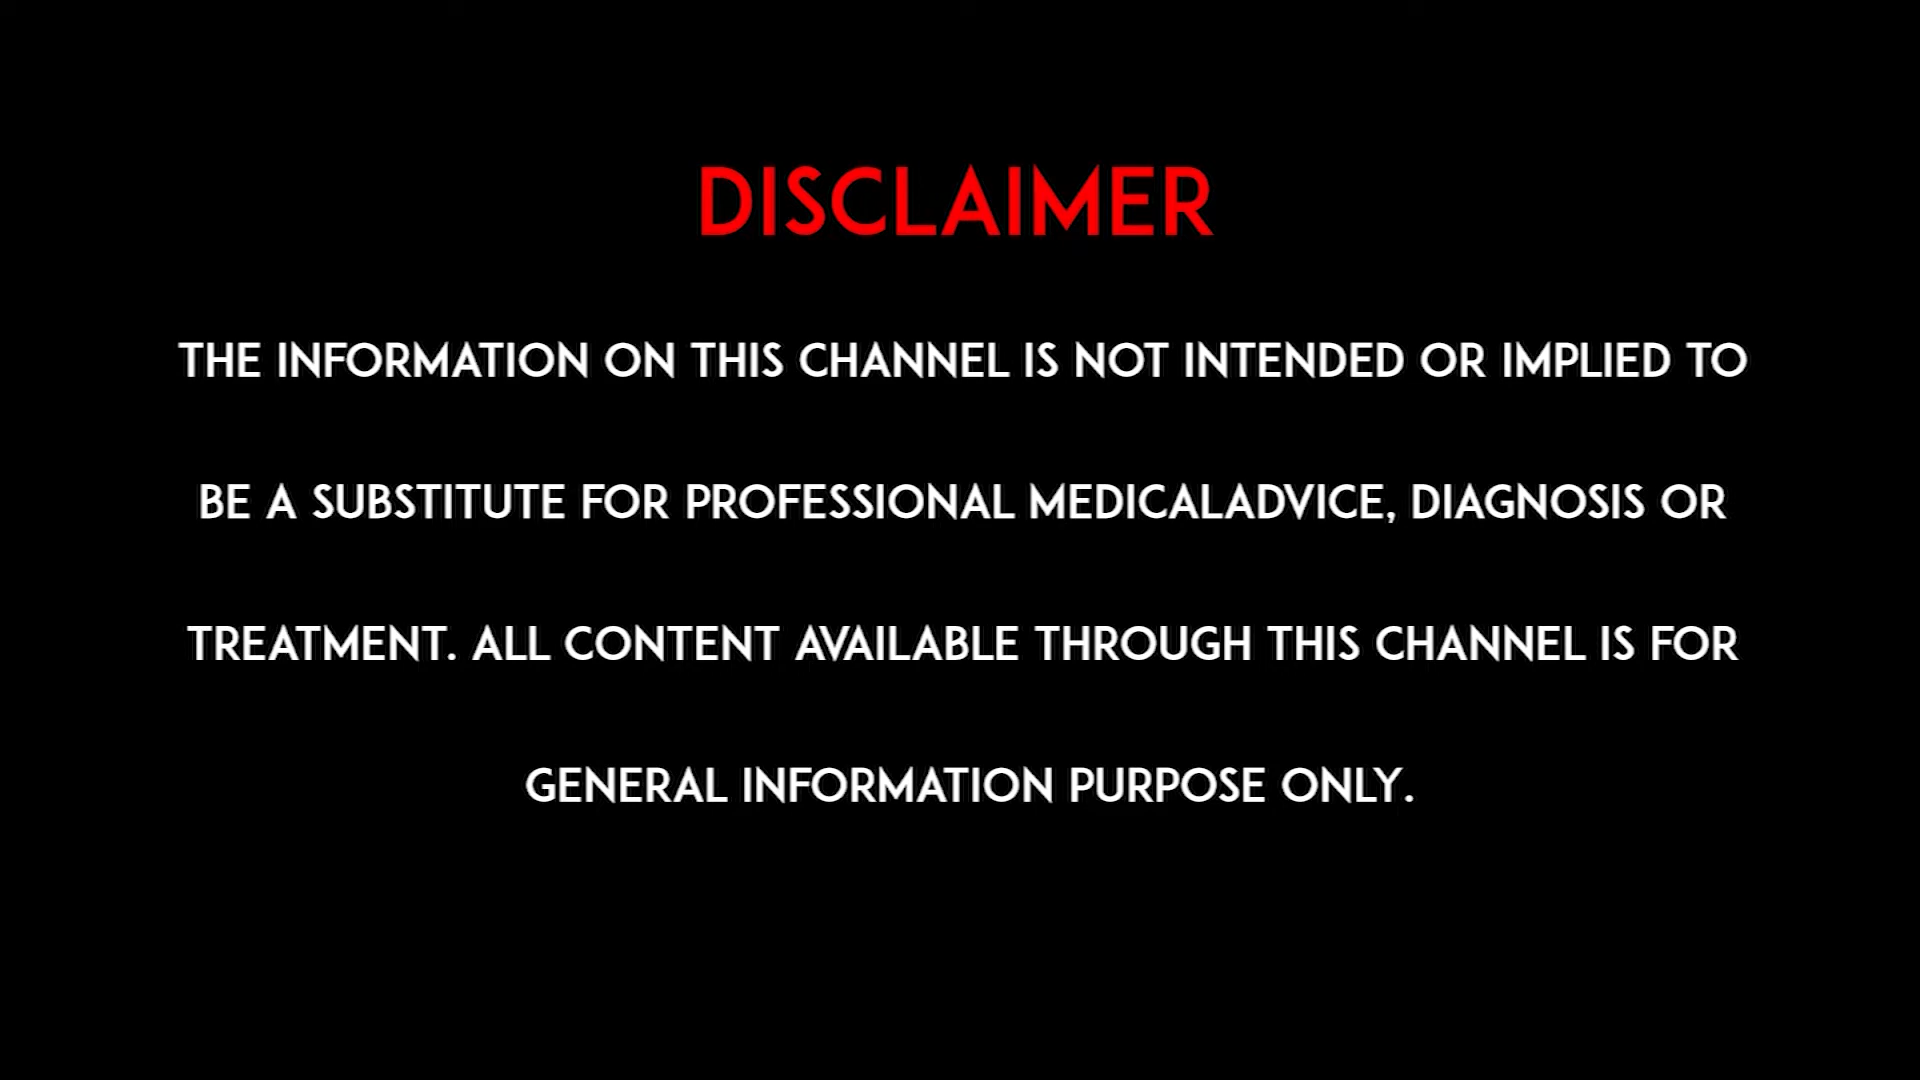 DISCLAIMER
THE INFORMATION ON THIS CHANNEL IS NOT INTENDED OR IMPLIED TO
BE A SUBSTITUTE FOR PROFESSIONAL MEDICALADVICE, DIAGNOSIS OR
TREATMENT. ALL CONTENT AVAILABLE THROUGH THIS CHANNEL IS FOR
GENERAL INFORMATION PURPOSE ONLY.